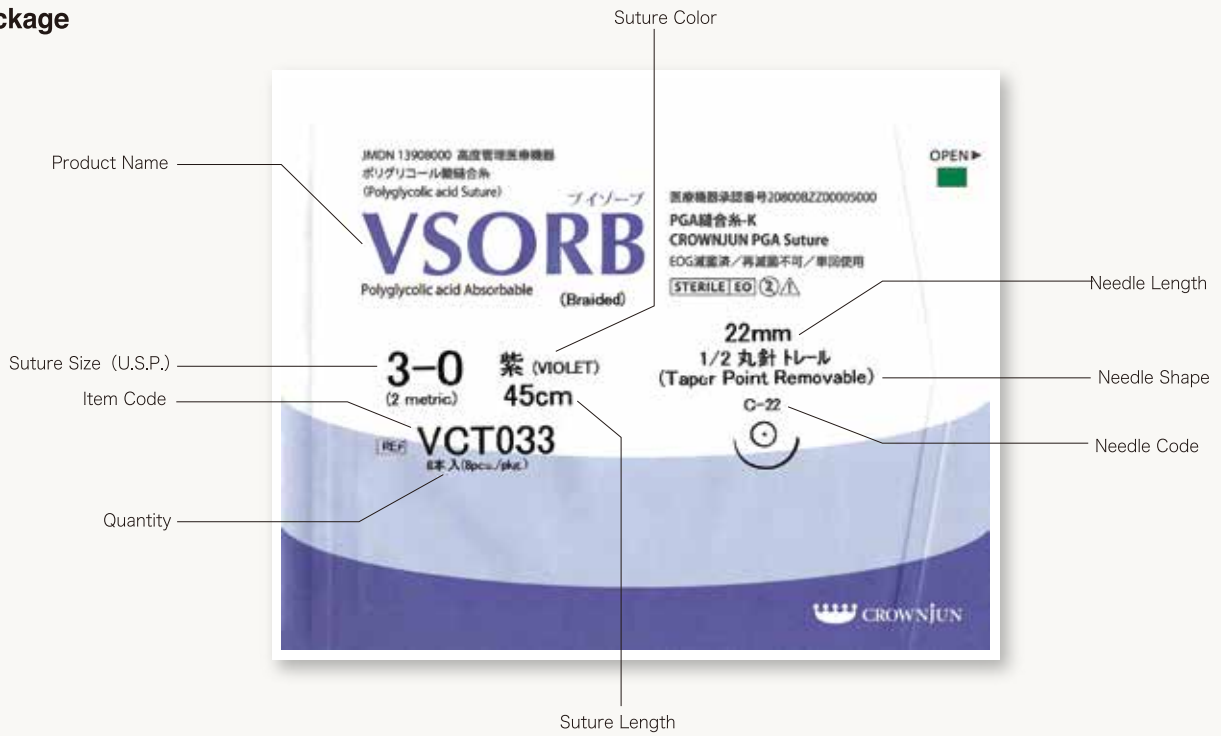 ckage
Suture Color
Product Name
JMDN 13908000 高度管理医療機器
ポリグリコール酸縫合糸
(Polyglycolic acid Suture)
ブイソーブ
VSORB
Polyglycolic acid Absorbable
(Braided)
医療機器承認番号20800BZZ00005000
PGA縫合糸-K
CROWNJUN PGA Suture
EOG滅菌済/再滅菌不可/単回使用
STERILE EO 2
OPEN▶
Needle Length
22mm
1/2 丸針 トレール
(Taper Point Removable)
Needle Shape
C-22
Needle Code
Suture Size (U.S.P.)
3-0
(2 metric)
紫 (VIOLET)
45cm
Item Code
REF VCT033
8本入(8pcs./pkt.)
Quantity
CROWNJUN
Suture Length